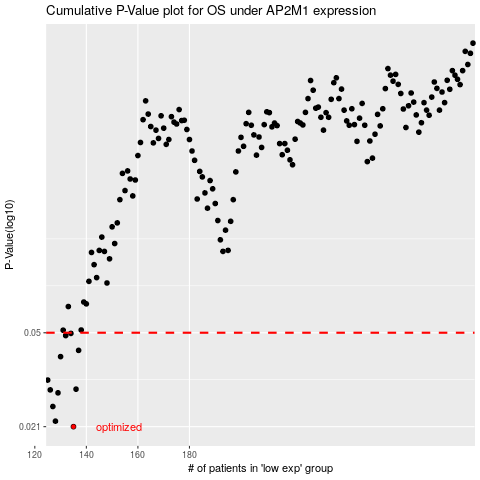 Cumulative P-Value plot for OS under AP2M1 expression
P-Value(log10)
0.05
0.021
optimized
120 140 160 180
# of patients in 'low exp' group